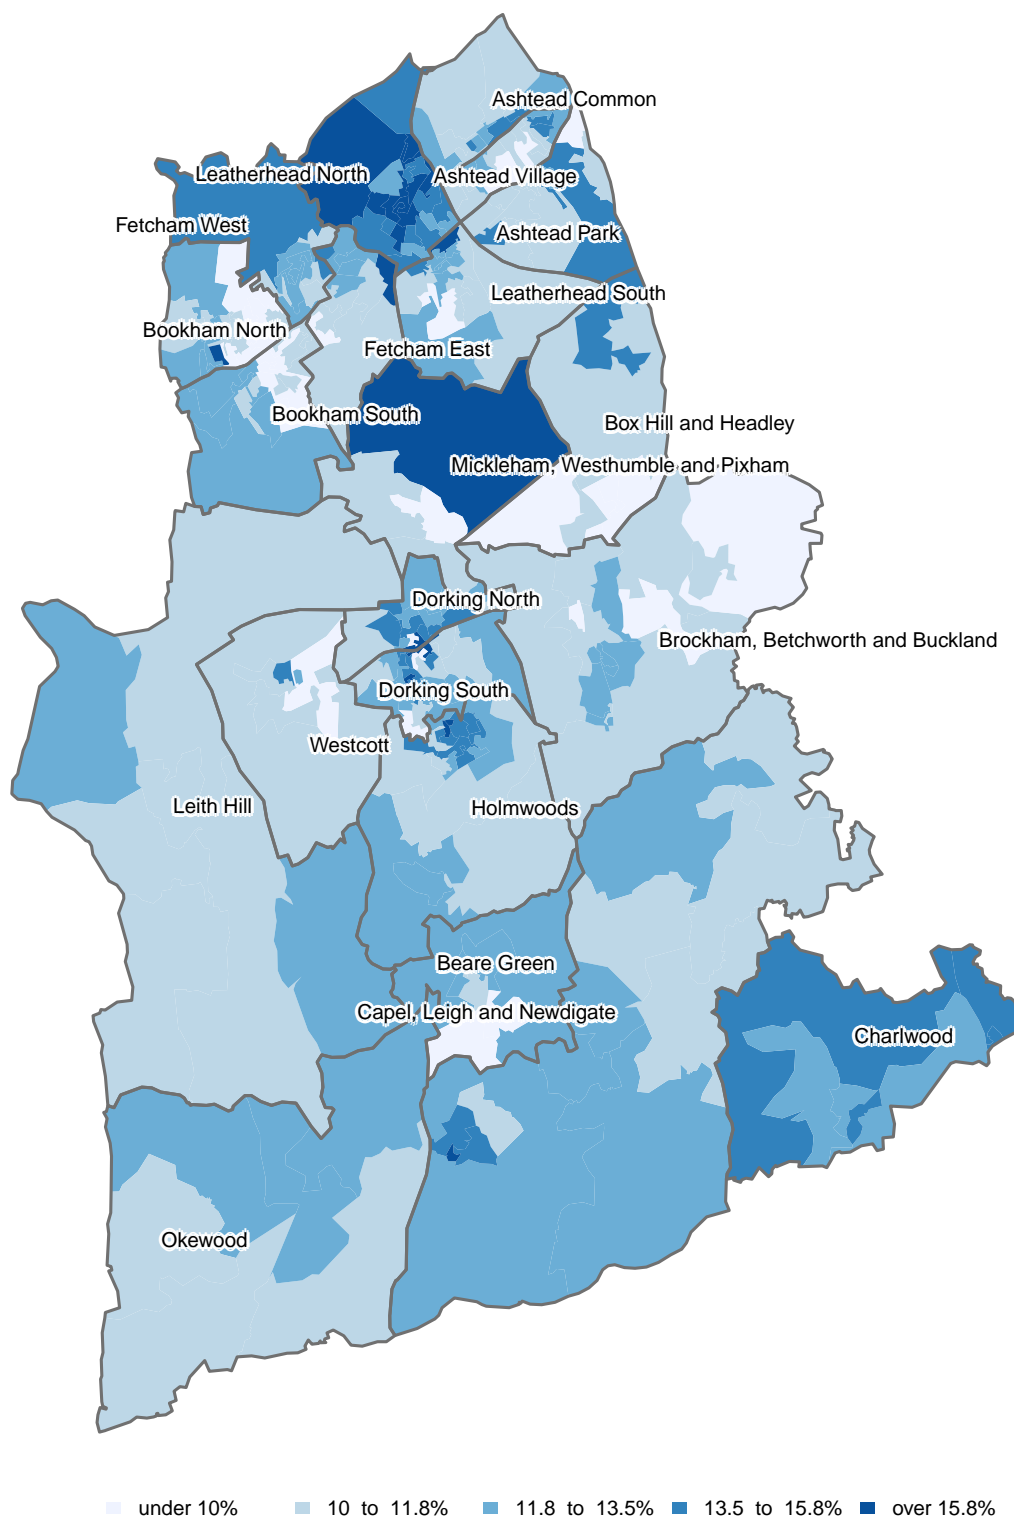 Ashtead Common
Leatherhead North
Ashtead Village
Fetcham West
Ashtead Park
Leatherhead South
Bookham North
Fetcham East
Bookham South
Box Hill and Headley
Mickleham, Westhumble and Pixham
Dorking North
Brockham, Betchworth and Buckland
Dorking South
Westcott
Leith Hill
Holmwoods
Beare Green
Capel, Leigh and Newdigate
Charlwood
Okewood
under 10% 10 to 11.8% 11.8 to 13.5% 13.5 to 15.8% over 15.8%